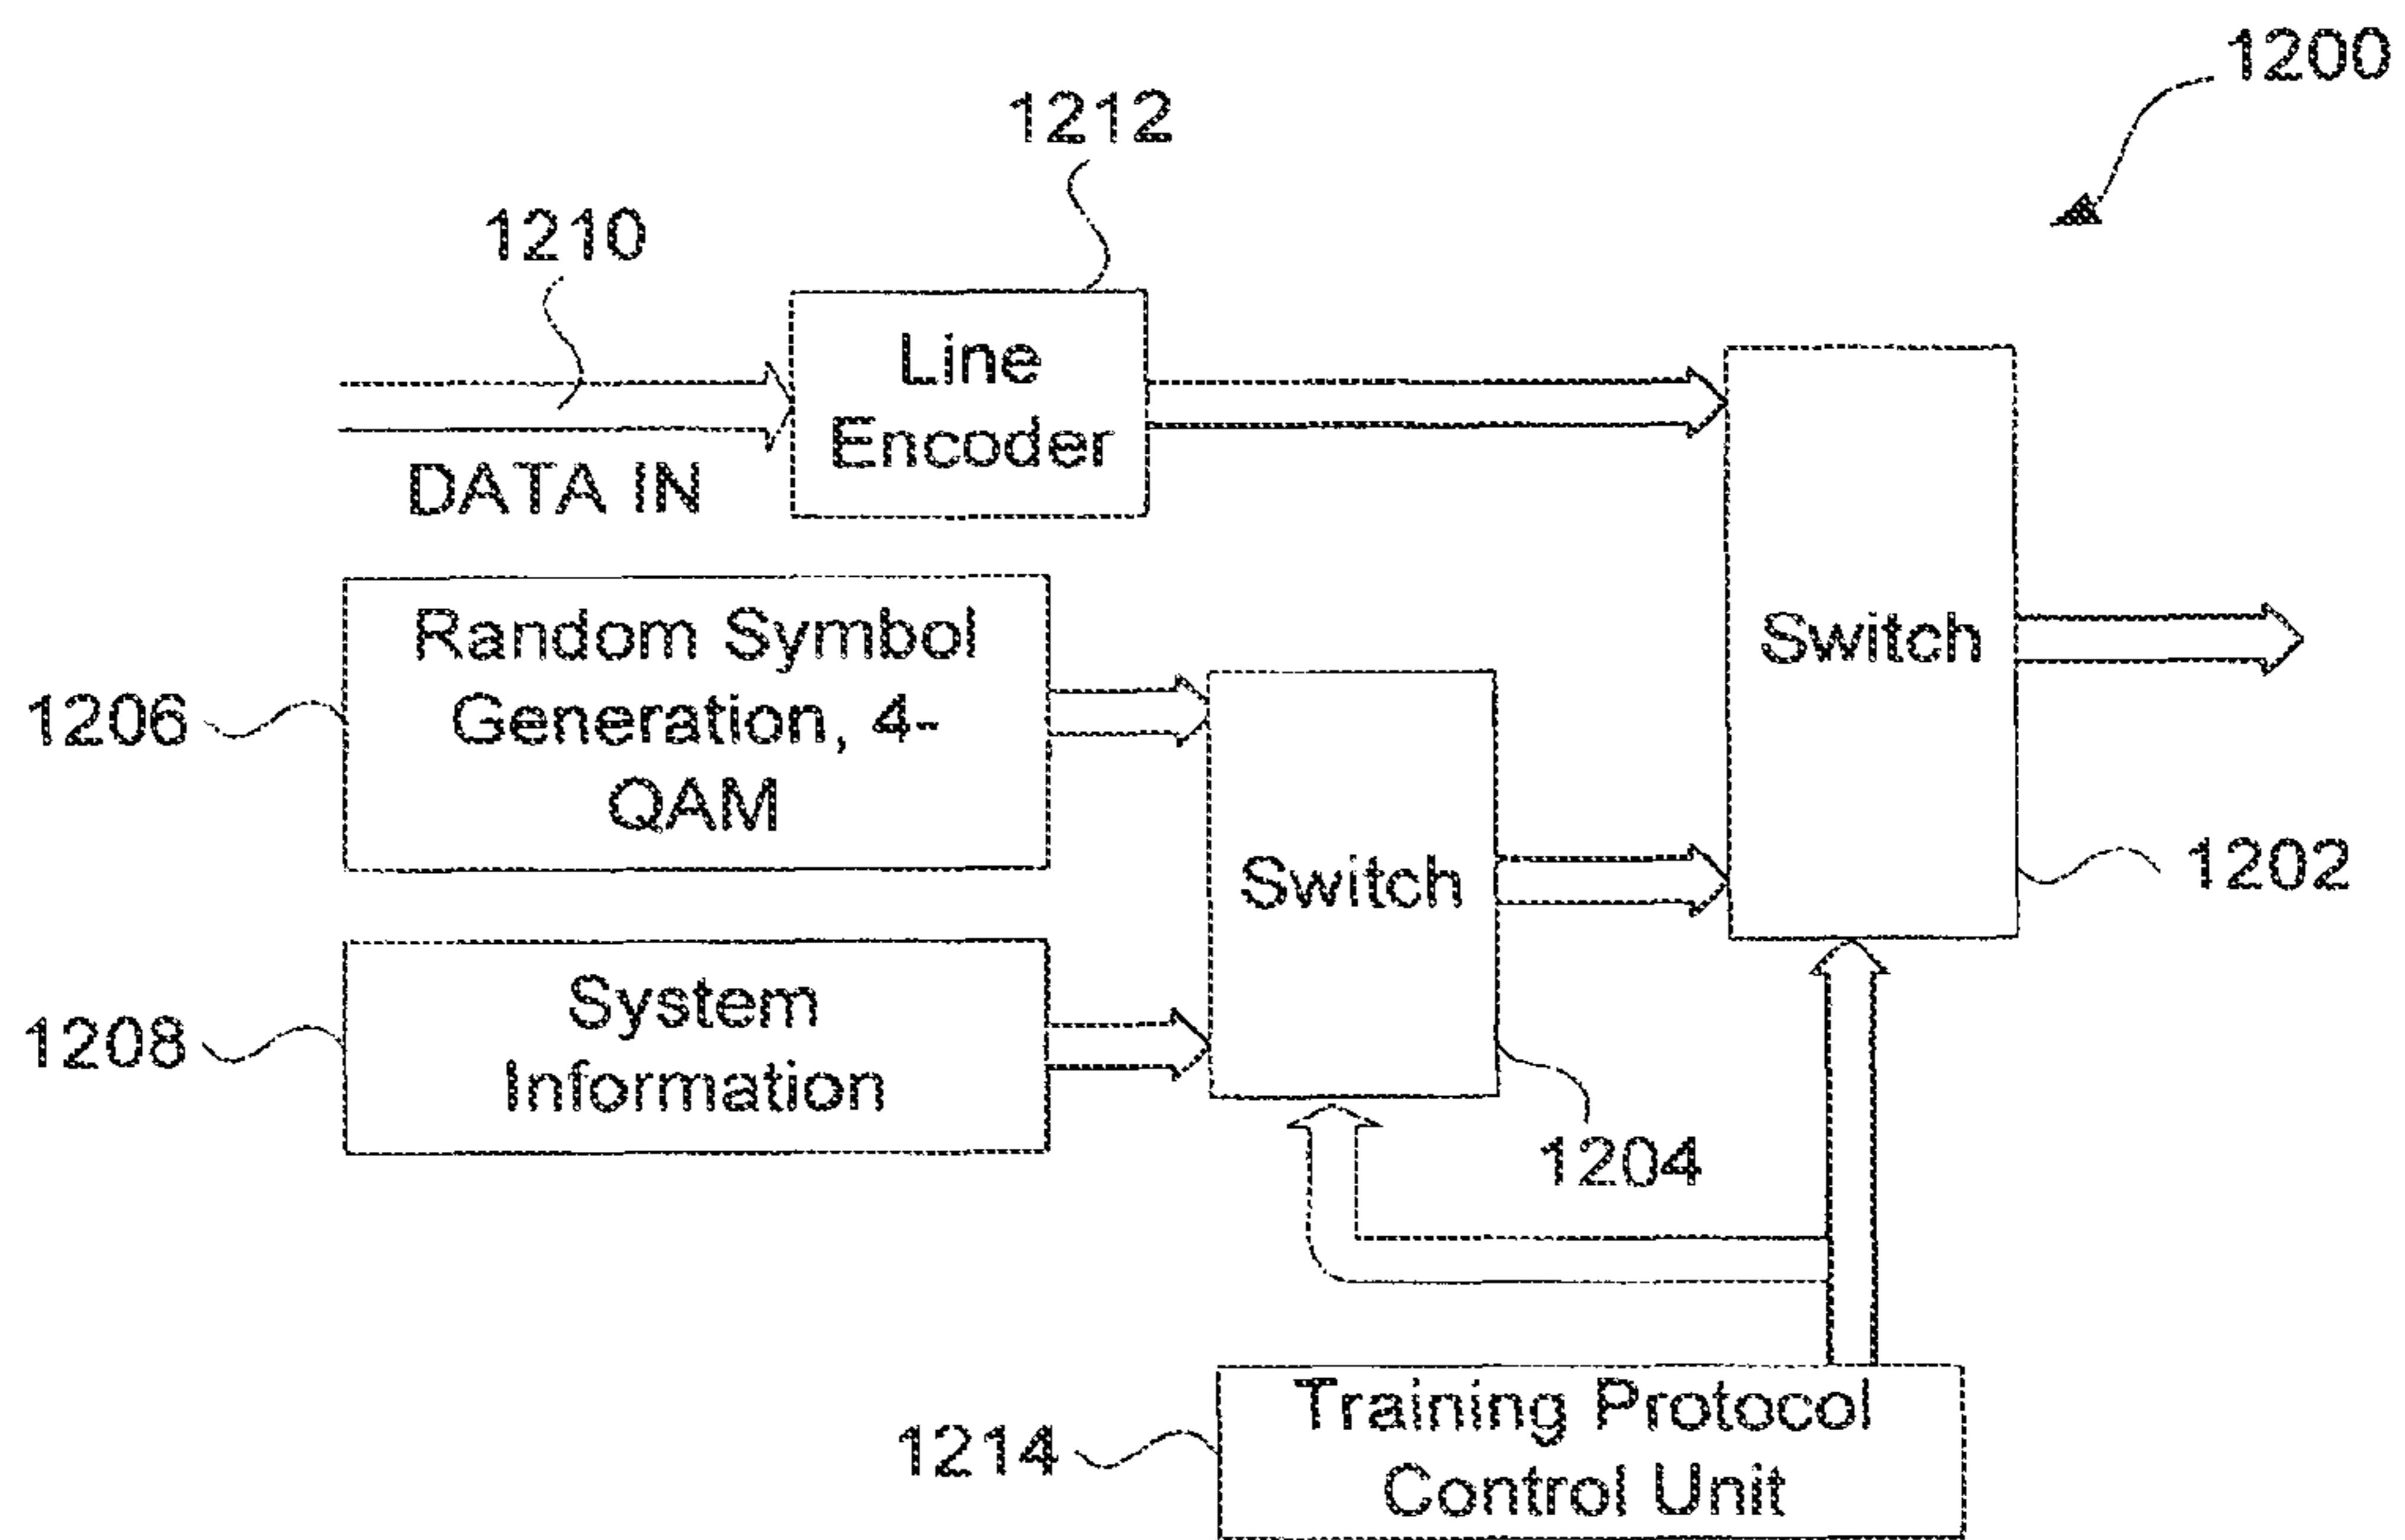 1200
1212
1210
Line
Encoder
DATA IN
Random Symbol
Generation, 4-
QAM
1206
Switch
Switch
1202
System
Information
1208
1204
Training Protocol
Control Unit
1214